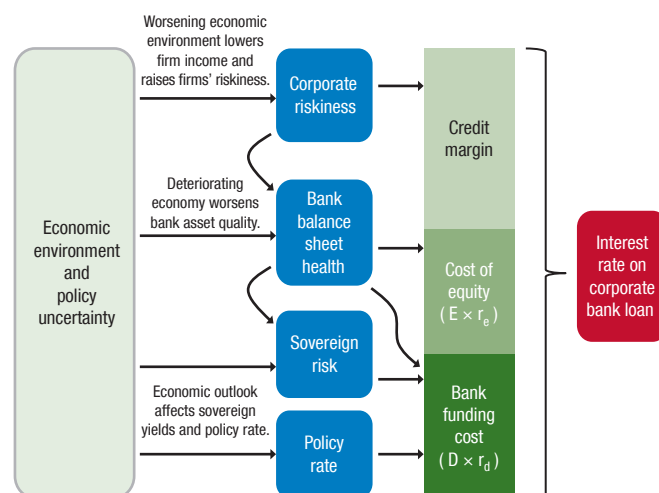 Worsening economic
environment lowers
firm income and
raises firms’ riskiness.
Corporate
riskiness
Credit
margin
Deteriorating
economy worsens
bank asset quality.
Bank
balance
sheet
health
Economic
environment
and
policy
uncertainty
Cost of
equity
( E × rₑ )
Interest
rate on
corporate
bank loan
Sovereign
risk
Economic outlook
affects sovereign
yields and policy rate.
Policy
rate
Bank
funding
cost
( D × r_d )